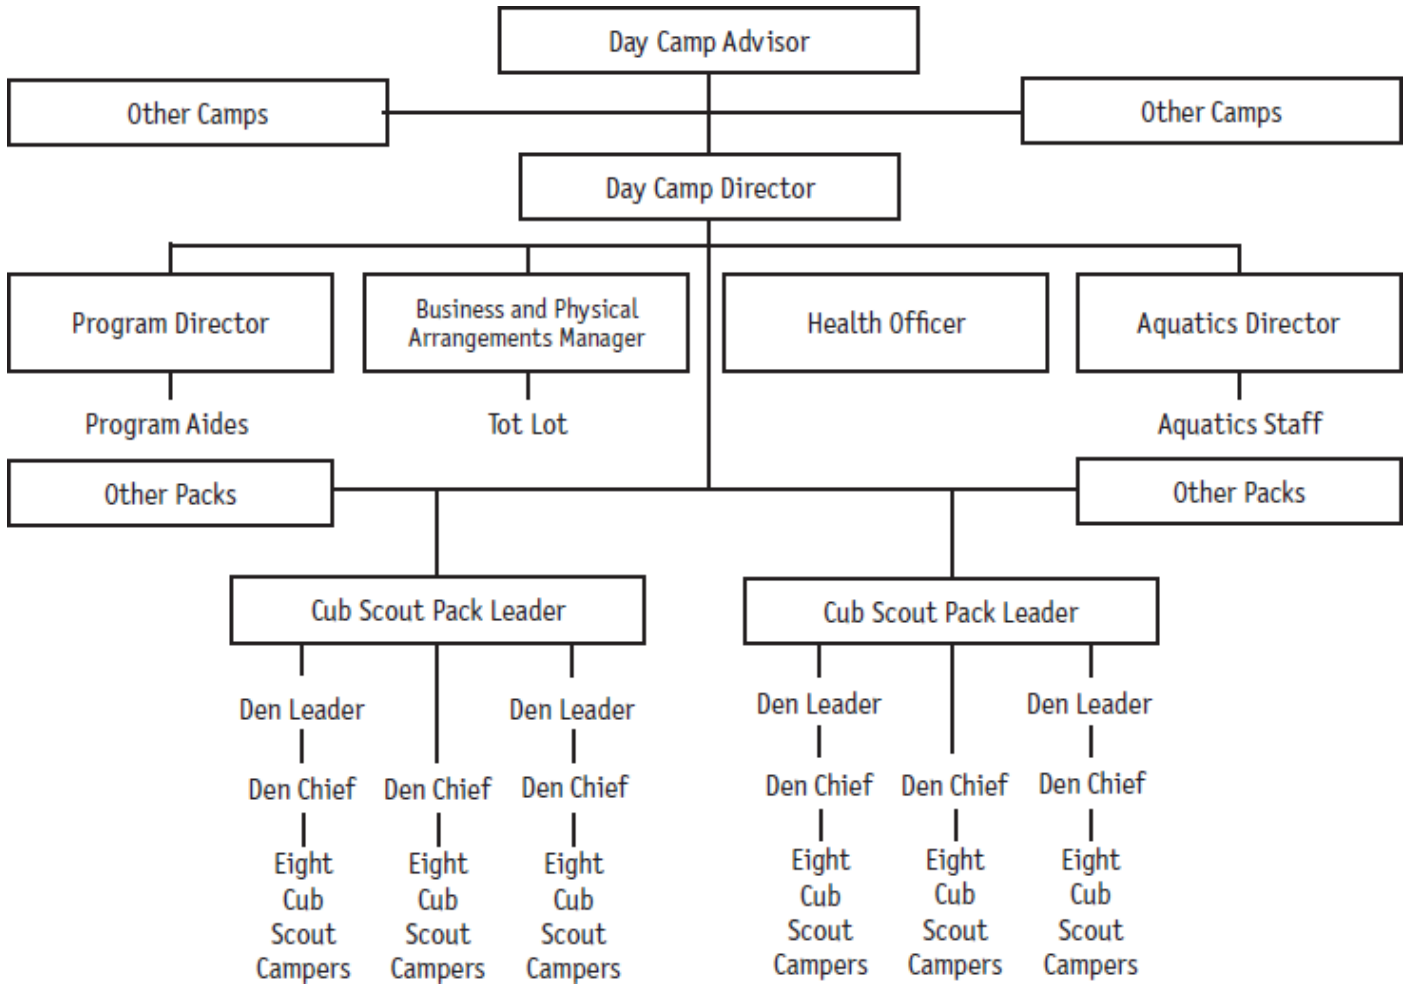 Day Camp Advisor
Other Camps
Other Camps
Day Camp Director
Program Director
Business and Physical
Arrangements Manager
Health Officer
Aquatics Director
Program Aides
Tot Lot
Aquatics Staff
Other Packs
Other Packs
Cub Scout Pack Leader
Cub Scout Pack Leader
Den Leader
Den Leader
Den Leader
Den Leader
Den Chief
Den Chief
Den Chief
Den Chief
Den Chief
Den Chief
Eight
Cub
Scout
Campers
Eight
Cub
Scout
Campers
Eight
Cub
Scout
Campers
Eight
Cub
Scout
Campers
Eight
Cub
Scout
Campers
Eight
Cub
Scout
Campers